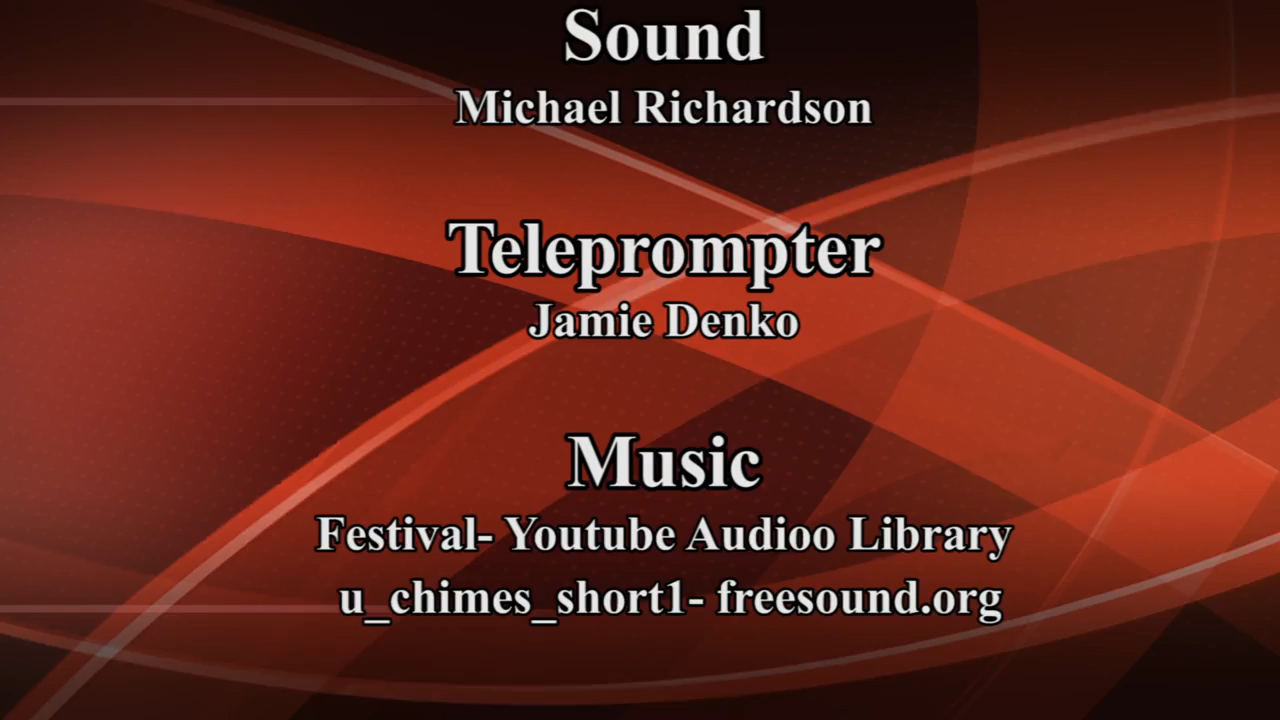 Sound
Michael Richardson
Teleprompter
Jamie Denko
Music
Festival- Youtube Audioo Library
u_chimes_short1- freesound.org